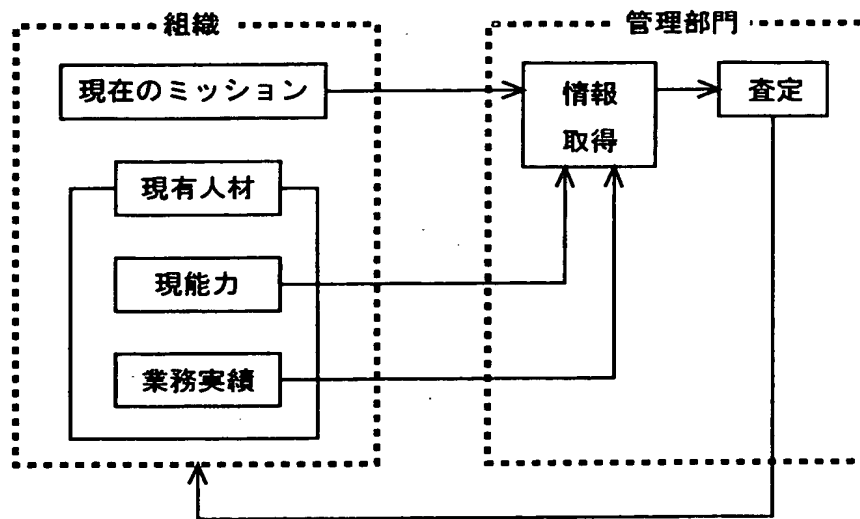 組織
管理部門
現在のミッション
情報
取得
査定
現有人材
現能力
業務実績